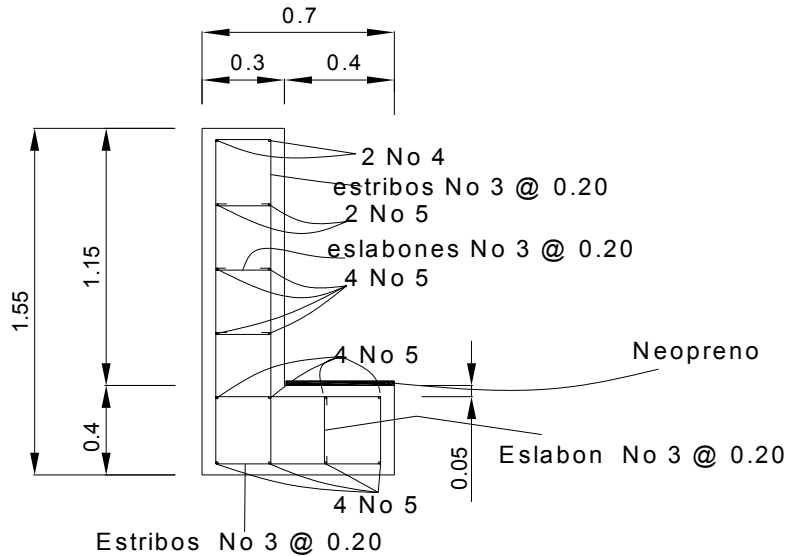 0.7
0.3
0.4
2 No 4
estribos No 3 @ 0.20
2 No 5
eslabones No 3 @ 0.20
4 No 5
1.15
1.55
4 No 5
Neopreno
0.4
0.05
Eslabon No 3 @ 0.20
4 No 5
Estribos No 3 @ 0.20